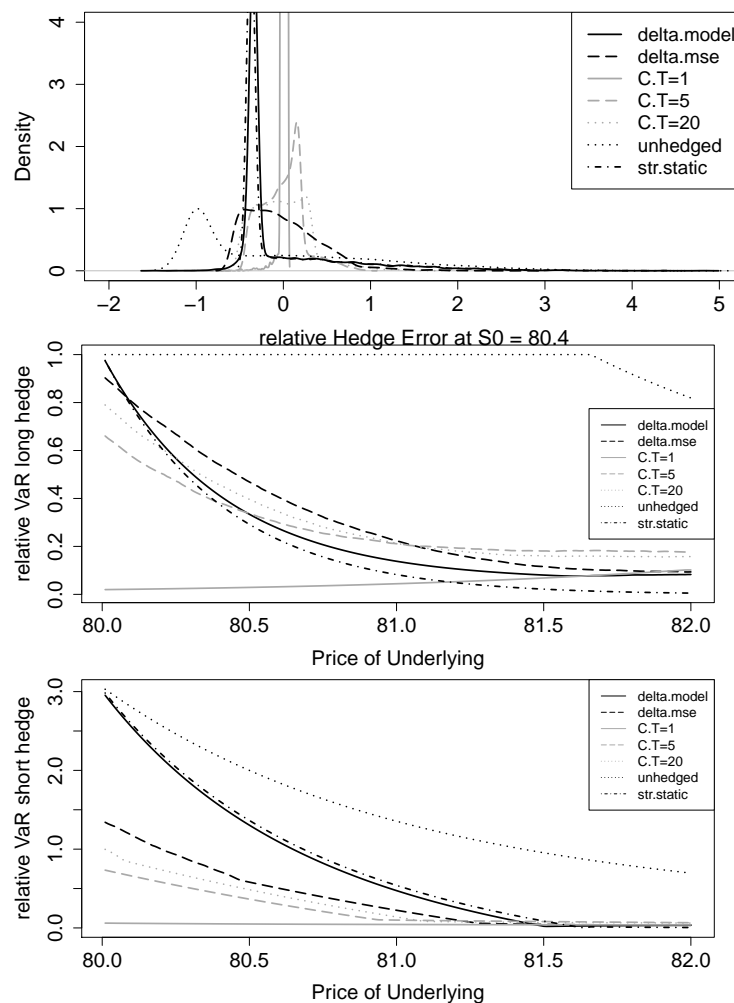 Density
0 1 2 3 4
−2 −1 0 1 2 3 4 5
relative Hedge Error at S0 = 80.4
delta.model
delta.mse
C.T=1
C.T=5
C.T=20
unhedged
str.static
relative VaR long hedge
0.0 0.2 0.4 0.6 0.8 1.0
80.0 80.5 81.0 81.5 82.0
Price of Underlying
delta.model
delta.mse
C.T=1
C.T=5
C.T=20
unhedged
str.static
relative VaR short hedge
0.0 1.0 2.0 3.0
80.0 80.5 81.0 81.5 82.0
Price of Underlying
delta.model
delta.mse
C.T=1
C.T=5
C.T=20
unhedged
str.static